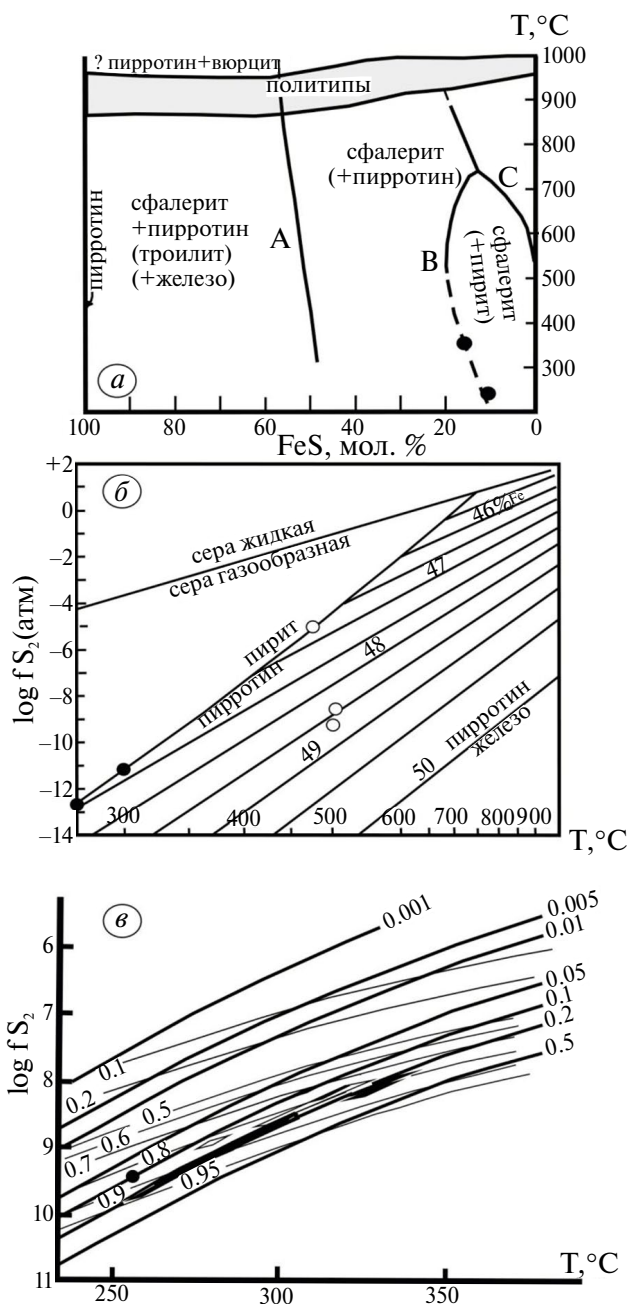 T,°C
? пирротин+вюрцит
политипы
1000
900
800
700
600
500
400
300
сфалерит
(+пирротин)
C
пирротин
сфалерит
+пирротин
(троилит)
(+железо)
A
B
сфалерит
(+пирит)
а
100
80
60
40
20
0
FeS, мол. %
+2
0
−2
−4
−6
−8
−10
−12
−14
log f S₂(атм)
б
сера жидкая
сера газообразная
46%Fe
47
пирит
пирротин
48
49
50
пирротин
железо
300
400
500
600
700
800
900
T,°C
в
6
7
8
9
10
11
log f S₂
0.001
0.005
0.01
0.05
0.1
0.2
0.5
0.1
0.2
0.5
0.6
0.7
0.8
0.9
0.95
250
300
350
T,°C